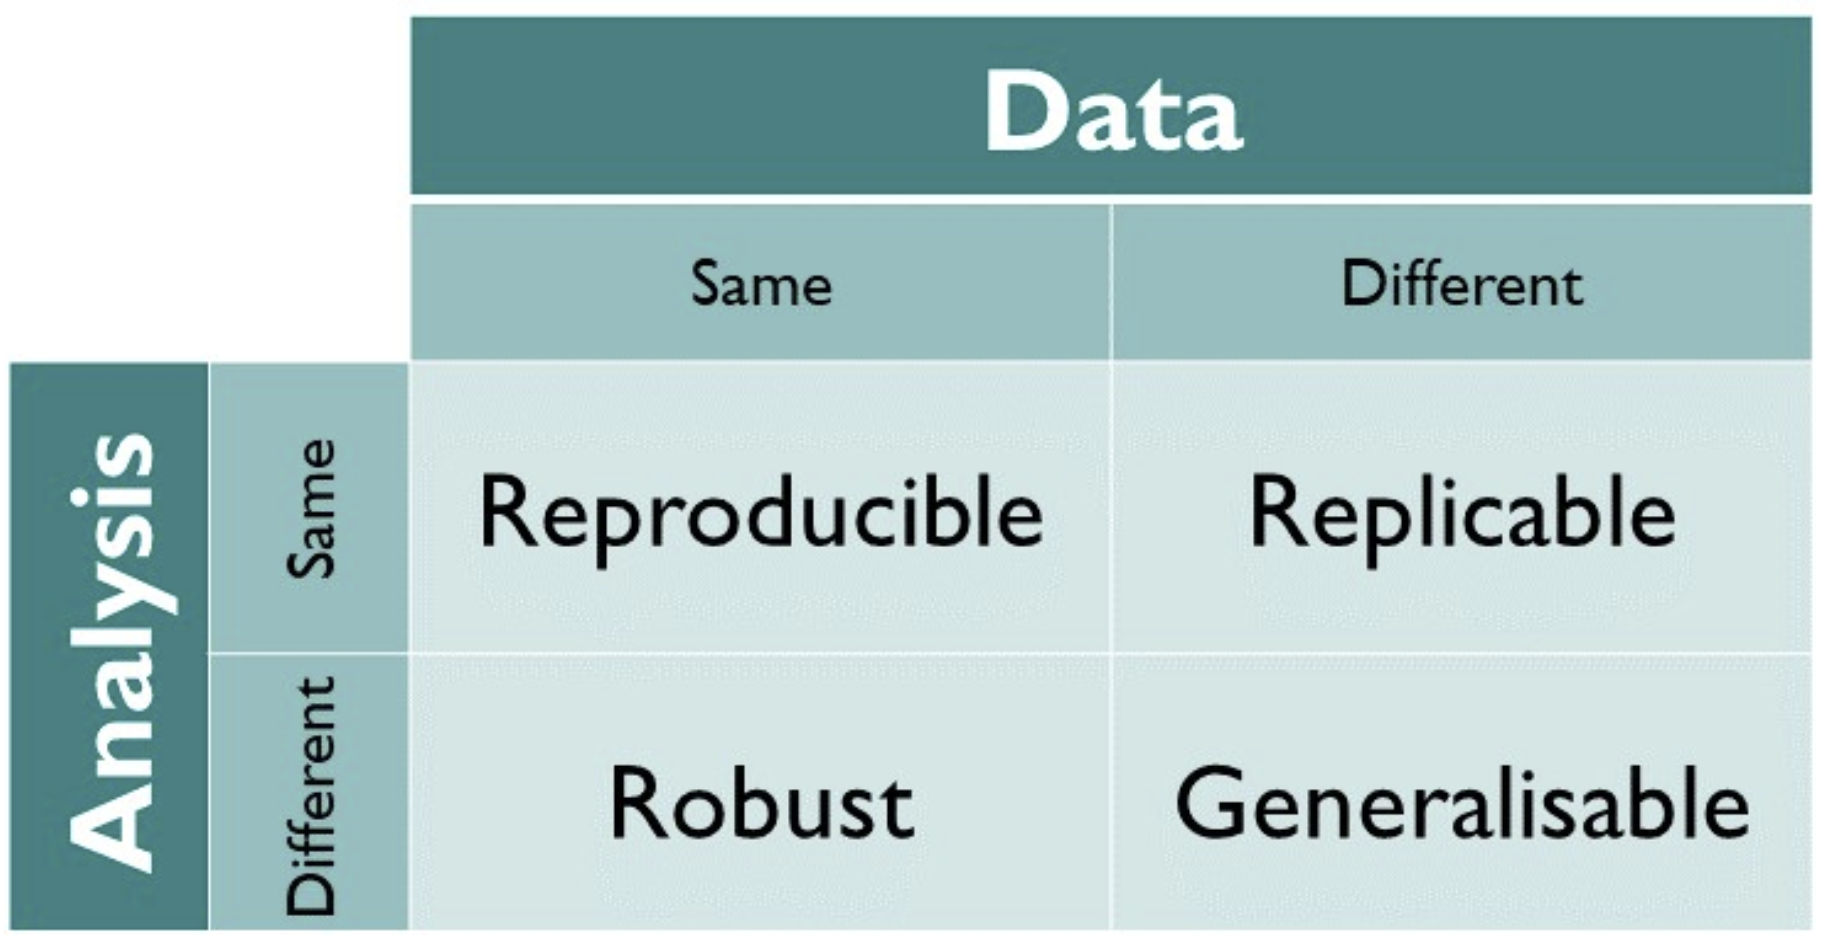 Data
Same
Different
Analysis
Same
Reproducible
Replicable
Different
Robust
Generalisable